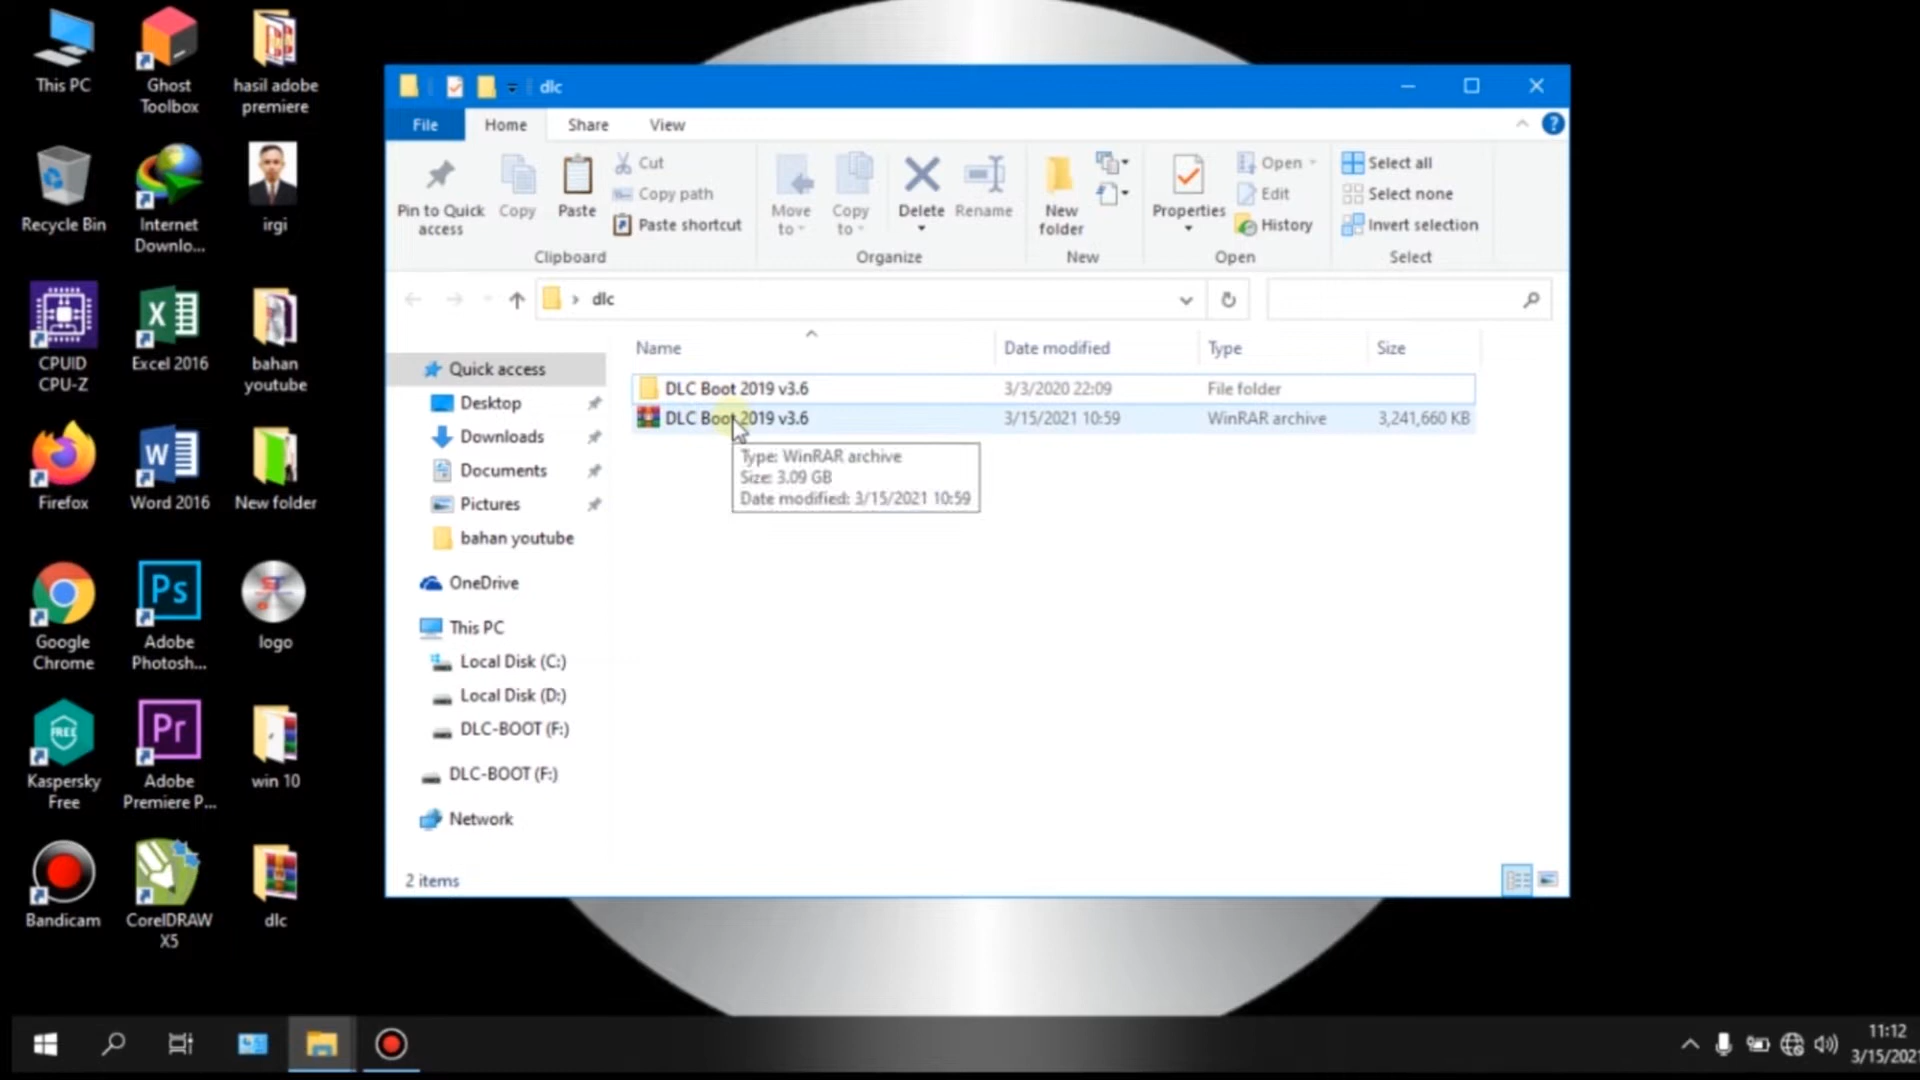 This PC
Ghost
Toolbox
hasil adobe
premiere
Recycle Bin
Internet
Downlo...
irgi
CPUID
CPU-Z
Excel 2016
bahan
youtube
Firefox
Word 2016
New folder
Google
Chrome
Adobe
Photosh...
logo
Kaspersky
Free
Adobe
Premiere P...
win 10
Bandicam
CorelDRAW
X5
dlc
dlc
File
Home
Share
View
Pin to Quick
access
Copy
Paste
Cut
Copy path
Paste shortcut
Clipboard
Move
to
Copy
to
Delete
Rename
Organize
New
folder
New
Properties
Open
Edit
History
Open
Select all
Select none
Invert selection
Select
dlc
Name
Date modified
Type
Size
DLC Boot 2019 v3.6
3/3/2020 22:09
File folder
DLC Boot 2019 v3.6
3/15/2021 10:59
WinRAR archive
3,241,660 KB
Type: WinRAR archive
Size: 3.09 GB
Date modified: 3/15/2021 10:59
Quick access
Desktop
Downloads
Documents
Pictures
bahan youtube
OneDrive
This PC
Local Disk (C:)
Local Disk (D:)
DLC-BOOT (F:)
DLC-BOOT (F:)
Network
2 items
FREE
Ps
Pr
11:12
3/15/2021